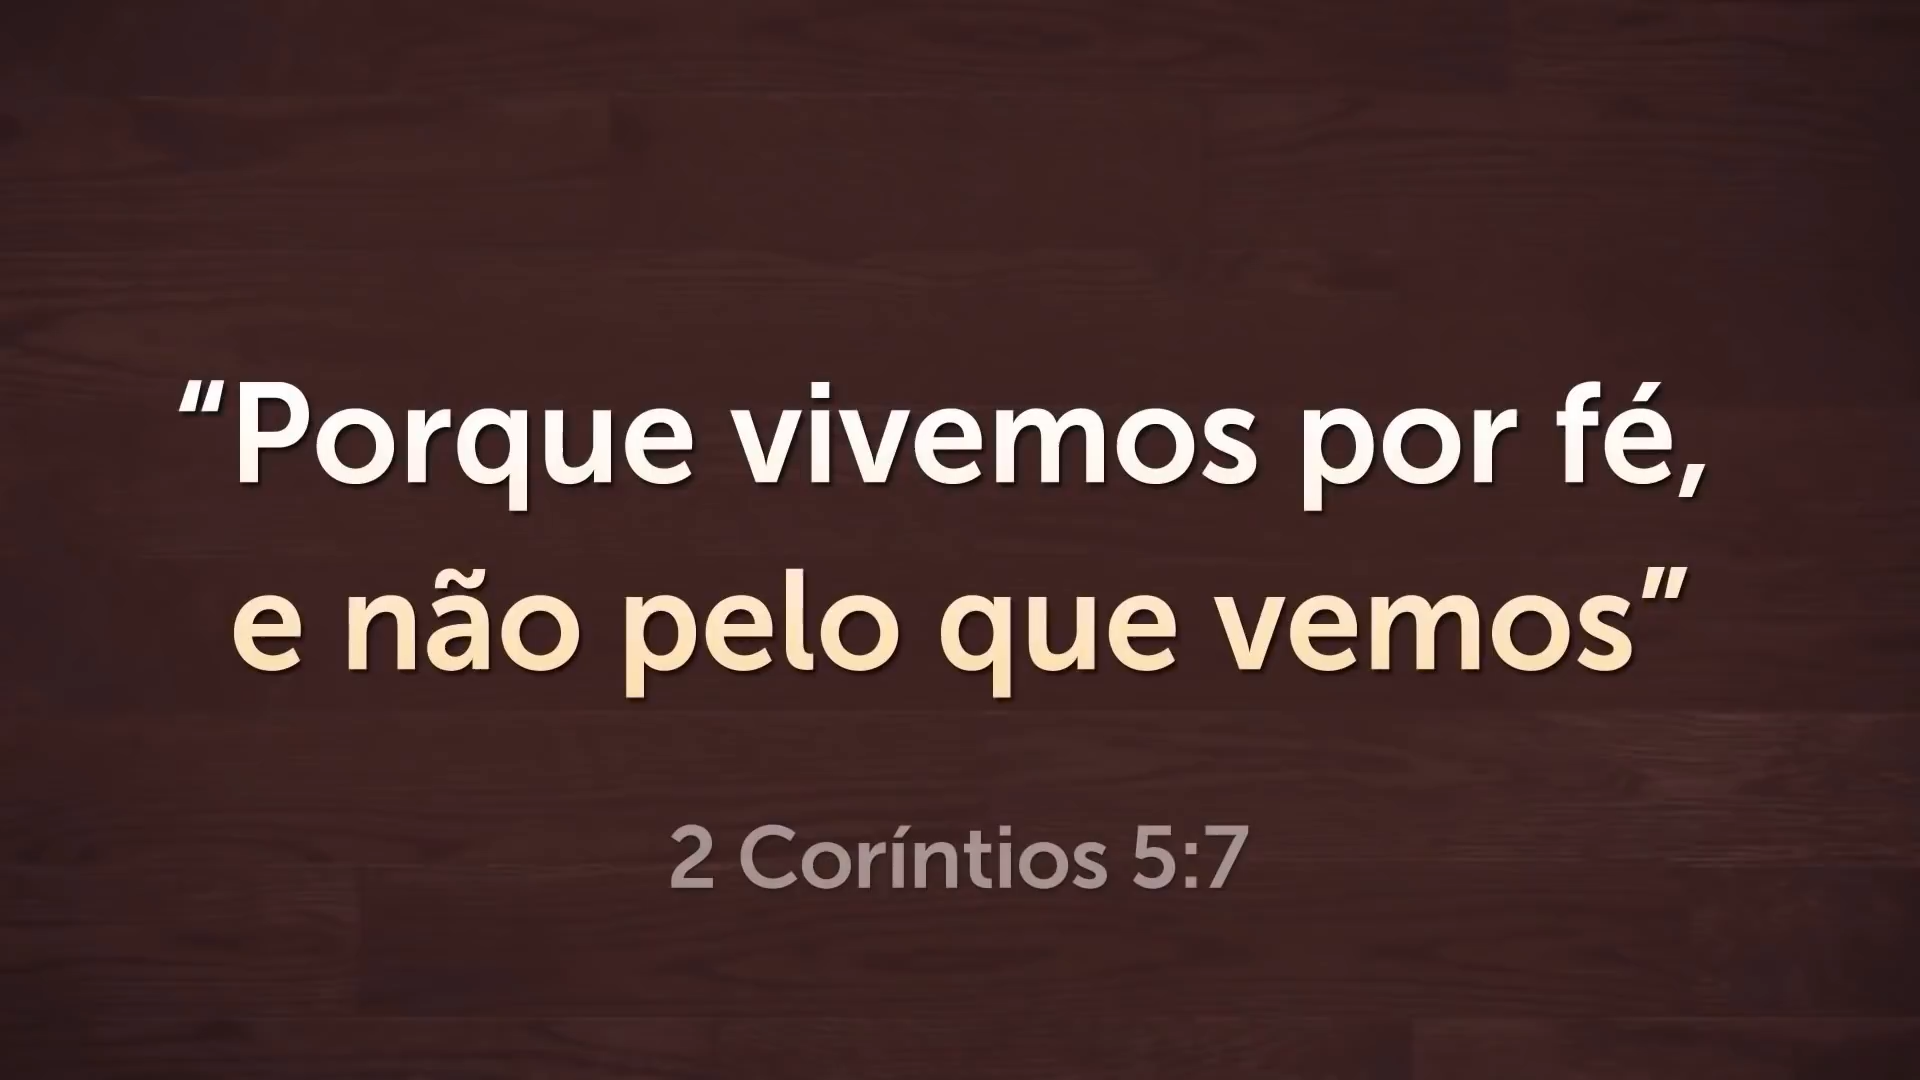 “Porque vivemos por fé,
e não pelo que vemos”
2 Coríntios 5:7